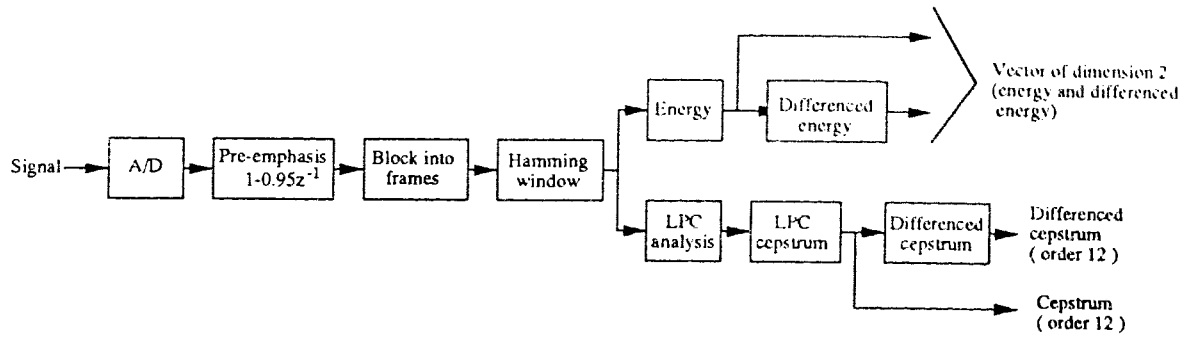 Signal
A/D
Pre-emphasis
1-0.95z⁻¹
Block into
frames
Hamming
window
Energy
Differenced
energy
Vector of dimension 2
(energy and differenced
energy)
LPC
analysis
LPC
cepstrum
Differenced
cepstrum
Differenced
cepstrum
( order 12 )
Cepstrum
( order 12 )